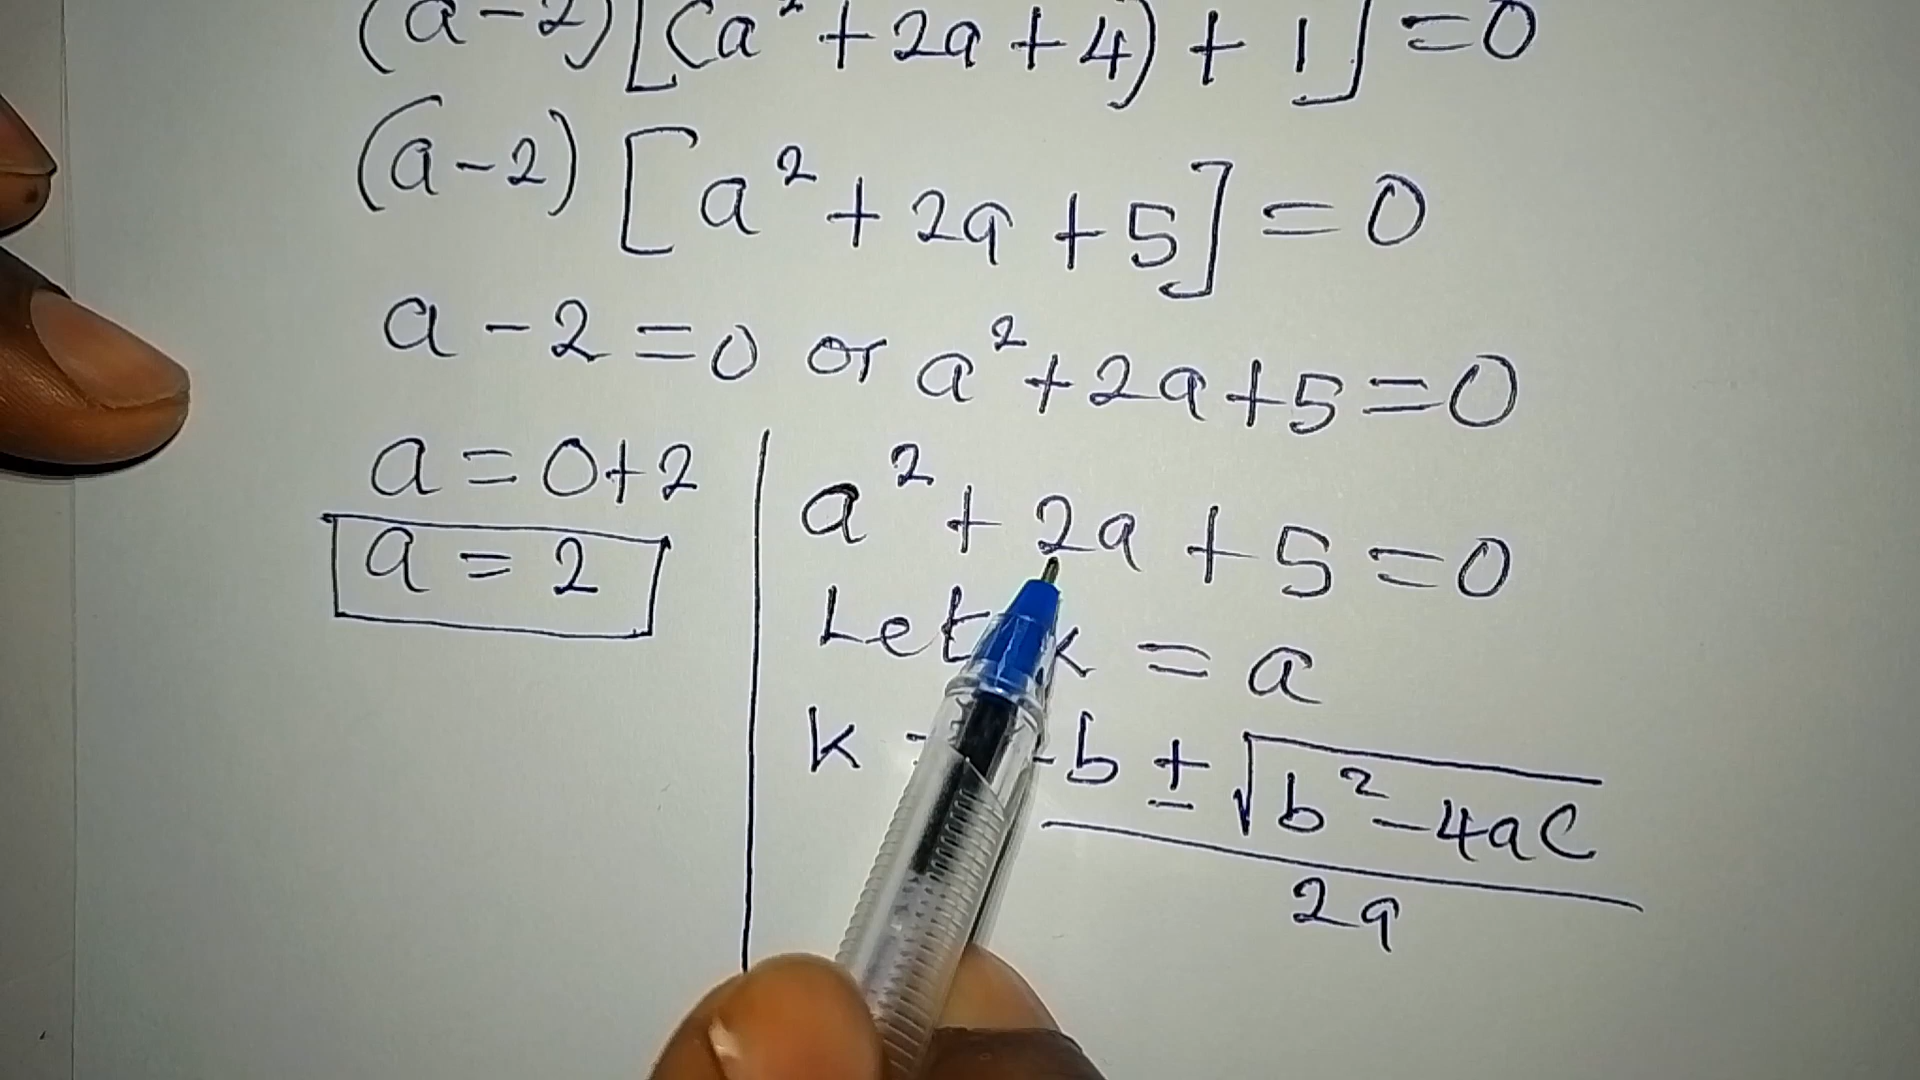 (a-2)[(a²+2a+4)+1]=0
(a-2)[a²+2a+5]=0
a-2=0 or a²+2a+5=0
a=0+2
a=2
a²+2a+5=0
Let k = a
k = -b ± √b²-4ac
2a